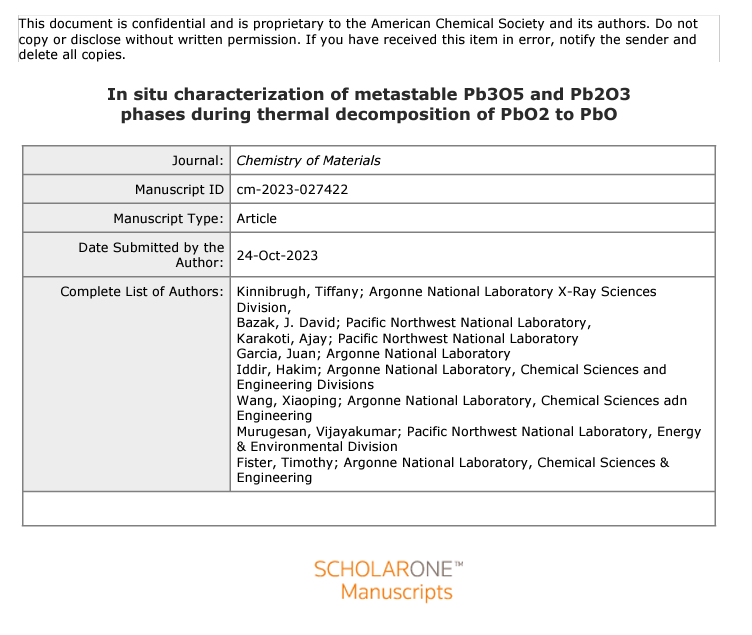 This document is confidential and is proprietary to the American Chemical Society and its authors. Do not
copy or disclose without written permission. If you have received this item in error, notify the sender and
delete all copies.
In situ characterization of metastable Pb3O5 and Pb2O3
phases during thermal decomposition of PbO2 to PbO
Journal: Chemistry of Materials
Manuscript ID cm-2023-027422
Manuscript Type: Article
Date Submitted by the
Author: 24-Oct-2023
Complete List of Authors: Kinnibrugh, Tiffany; Argonne National Laboratory X-Ray Sciences
Division,
Bazak, J. David; Pacific Northwest National Laboratory,
Karakoti, Ajay; Pacific Northwest National Laboratory
Garcia, Juan; Argonne National Laboratory
Iddir, Hakim; Argonne National Laboratory, Chemical Sciences and
Engineering Divisions
Wang, Xiaoping; Argonne National Laboratory, Chemical Sciences adn
Engineering
Murugesan, Vijayakumar; Pacific Northwest National Laboratory, Energy
& Environmental Division
Fister, Timothy; Argonne National Laboratory, Chemical Sciences &
Engineering
SCHOLARONE™
Manuscripts